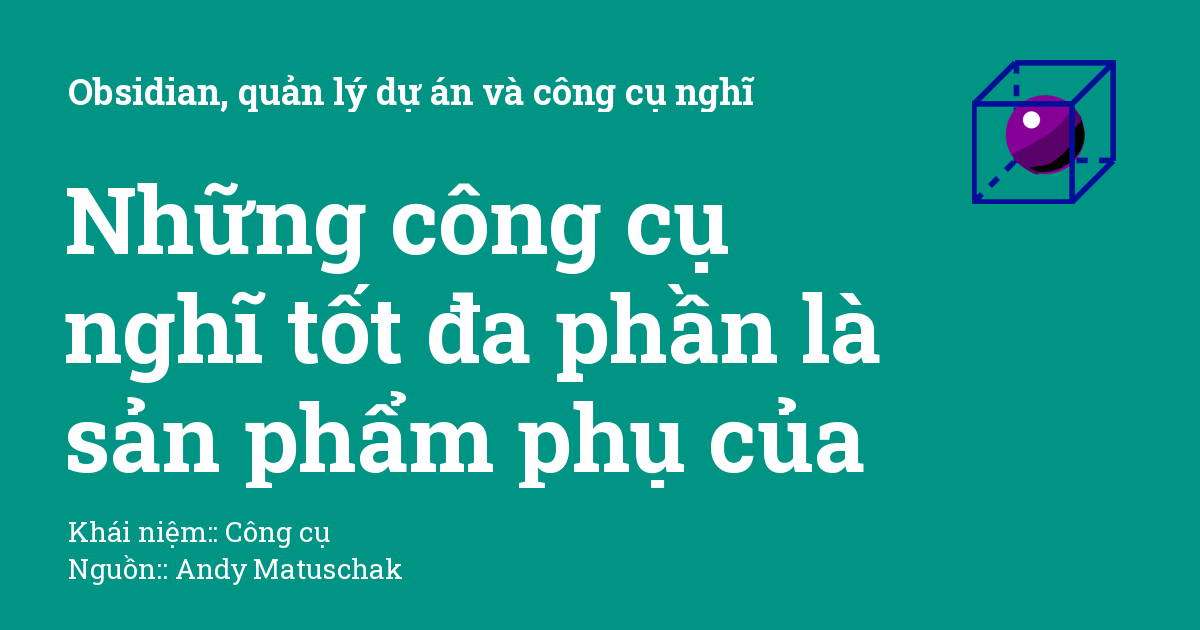 Obsidian, quản lý dự án và công cụ nghĩ
Những công cụ
nghĩ tốt đa phần là
sản phẩm phụ của
Khái niệm:: Công cụ
Nguồn:: Andy Matuschak